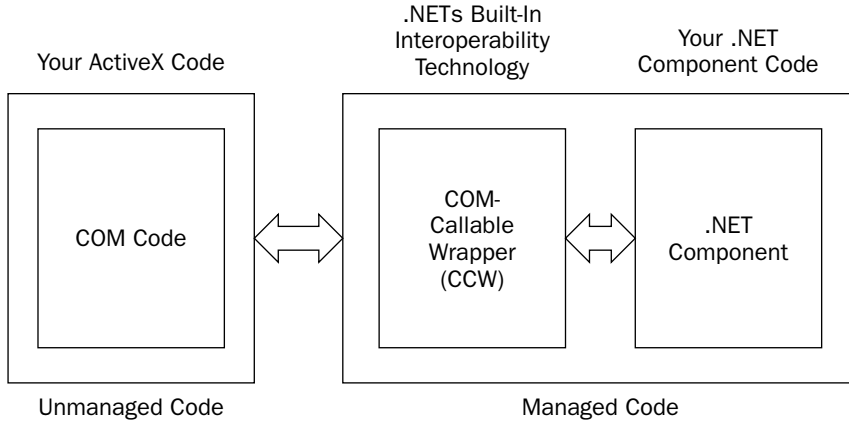 .NETs Built-In
Interoperability
Technology
Your .NET
Component Code
Your ActiveX Code
COM Code
COM-
Callable
Wrapper
(CCW)
.NET
Component
Unmanaged Code
Managed Code